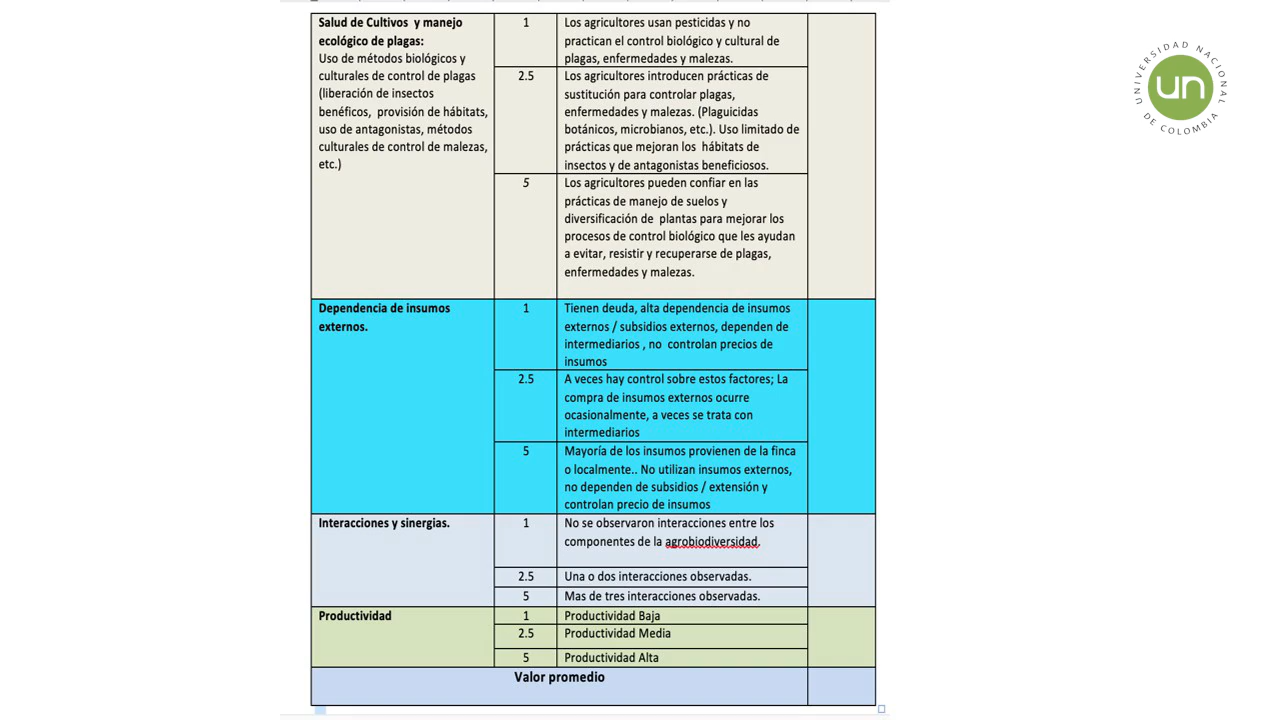 Salud de Cultivos y manejo
ecológico de plagas:
Uso de métodos biológicos y
culturales de control de plagas
(liberación de insectos
benéficos, provisión de hábitats,
uso de antagonistas, métodos
culturales de control de malezas,
etc.)
1
Los agricultores usan pesticidas y no
practican el control biológico y cultural de
plagas, enfermedades y malezas.
2.5
Los agricultores introducen prácticas de
sustitución para controlar plagas,
enfermedades y malezas. (Plaguicidas
botánicos, microbianos, etc.). Uso limitado de
prácticas que mejoran los hábitats de
insectos y de antagonistas beneficiosos.
5
Los agricultores pueden confiar en las
prácticas de manejo de suelos y
diversificación de plantas para mejorar los
procesos de control biológico que les ayudan
a evitar, resistir y recuperarse de plagas,
enfermedades y malezas.
Dependencia de insumos
externos.
1
Tienen deuda, alta dependencia de insumos
externos / subsidios externos, dependen de
intermediarios , no controlan precios de
insumos
2.5
A veces hay control sobre estos factores; La
compra de insumos externos ocurre
ocasionalmente, a veces se trata con
intermediarios
5
Mayoría de los insumos provienen de la finca
o localmente.. No utilizan insumos externos,
no dependen de subsidios / extensión y
controlan precio de insumos
Interacciones y sinergias.
1
No se observaron interacciones entre los
componentes de la agrobiodiversidad.
2.5
Una o dos interacciones observadas.
5
Mas de tres interacciones observadas.
Productividad
1
Productividad Baja
2.5
Productividad Media
5
Productividad Alta
Valor promedio
UNIVERSIDAD NACIONAL
DE COLOMBIA
un